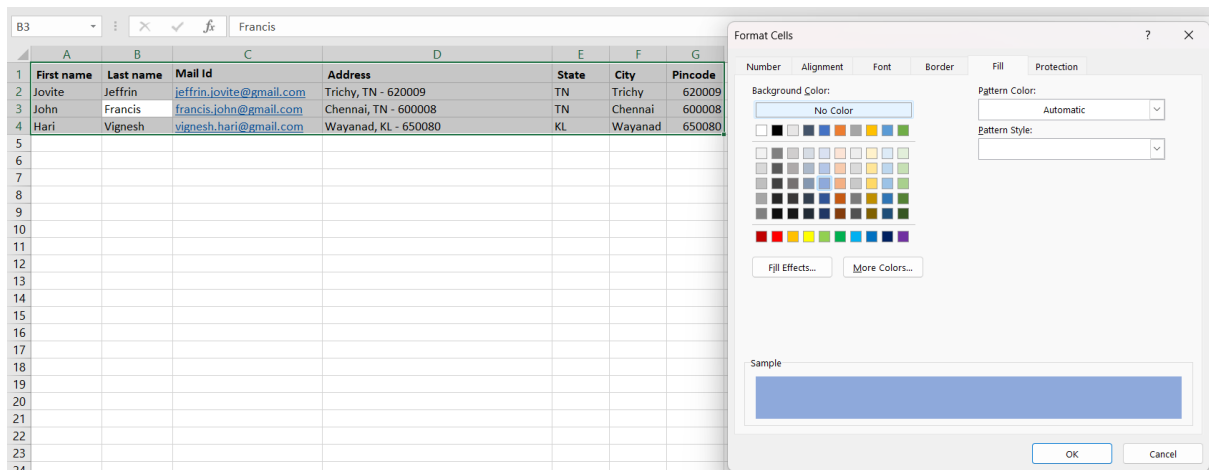 B3 fx Francis
A B C D E F G
1 First name Last name Mail Id Address State City Pincode
2 Jovite Jeffrin jeffrin.jovite@gmail.com Trichy, TN - 620009 TN Trichy 620009
3 John Francis francis.john@gmail.com Chennai, TN - 600008 TN Chennai 600008
4 Hari Vignesh vignesh.hari@gmail.com Wayanad, KL - 650080 KL Wayanad 650080
5
6
7
8
9
10
11
12
13
14
15
16
17
18
19
20
21
22
23
24
Format Cells ?
Number Alignment Font Border Fill Protection
Background Color:
No Color
Pattern Color:
Automatic
Pattern Style:
Fill Effects... More Colors...
Sample
OK Cancel